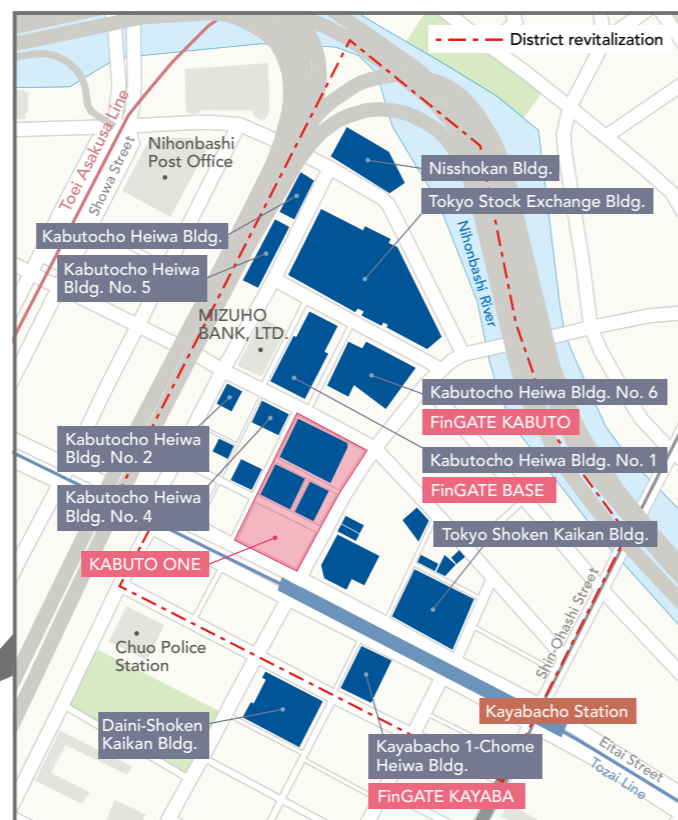 District revitalization
Toei Asakusa Line
Showa Street
Nihonbashi
Post Office
Nisshokan Bldg.
Tokyo Stock Exchange Bldg.
Kabutocho Heiwa Bldg.
Kabutocho Heiwa
Bldg. No. 5
Nihonbashi River
MIZUHO
BANK, LTD.
Kabutocho Heiwa Bldg. No. 6
FinGATE KABUTO
Kabutocho Heiwa
Bldg. No. 2
Kabutocho Heiwa Bldg. No. 1
FinGATE BASE
Kabutocho Heiwa
Bldg. No. 4
Tokyo Shoken Kaikan Bldg.
KABUTO ONE
Shin-Ohashi Street
Chuo Police
Station
Kayabacho Station
Daini-Shoken
Kaikan Bldg.
Kayabacho 1-Chome
Heiwa Bldg.
FinGATE KAYABA
Eitai Street
Tozai Line